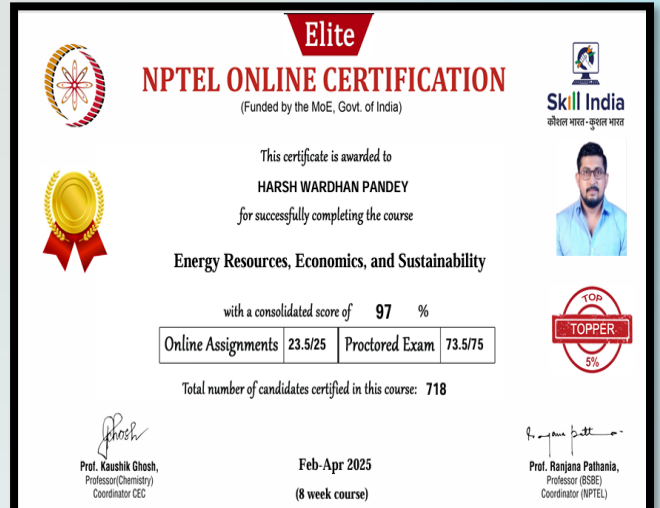 Elite
NPTEL ONLINE CERTIFICATION
(Funded by the MoE, Govt. of India)
Skill India
कौशल भारत - कुशल भारत
This certificate is awarded to
HARSH WARDHAN PANDEY
for successfully completing the course
Energy Resources, Economics, and Sustainability
with a consolidated score of 97 %
Online Assignments 23.5/25 Proctored Exam 73.5/75
TOP
TOPPER
5%
Total number of candidates certified in this course: 718
Prof. Kaushik Ghosh,
Professor(Chemistry)
Coordinator CEC
Feb-Apr 2025
(8 week course)
Prof. Ranjana Pathania,
Professor (BSBE)
Coordinator (NPTEL)